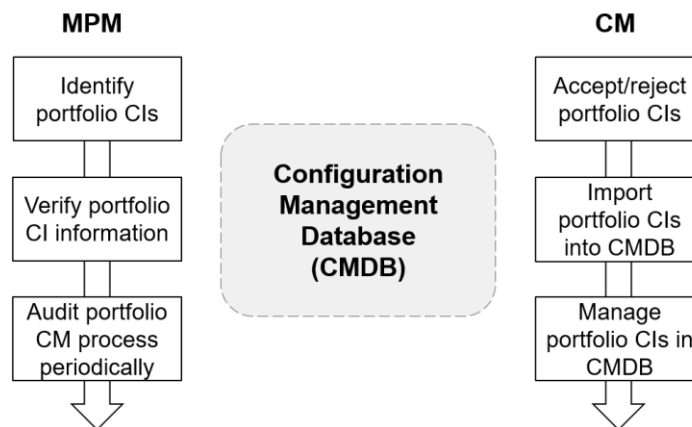 MPM
Identify
portfolio CIs
Verify portfolio
CI information
Audit portfolio
CM process
periodically
Configuration
Management
Database
(CMDB)
CM
Accept/reject
portfolio CIs
Import
portfolio CIs
into CMDB
Manage
portfolio CIs in
CMDB